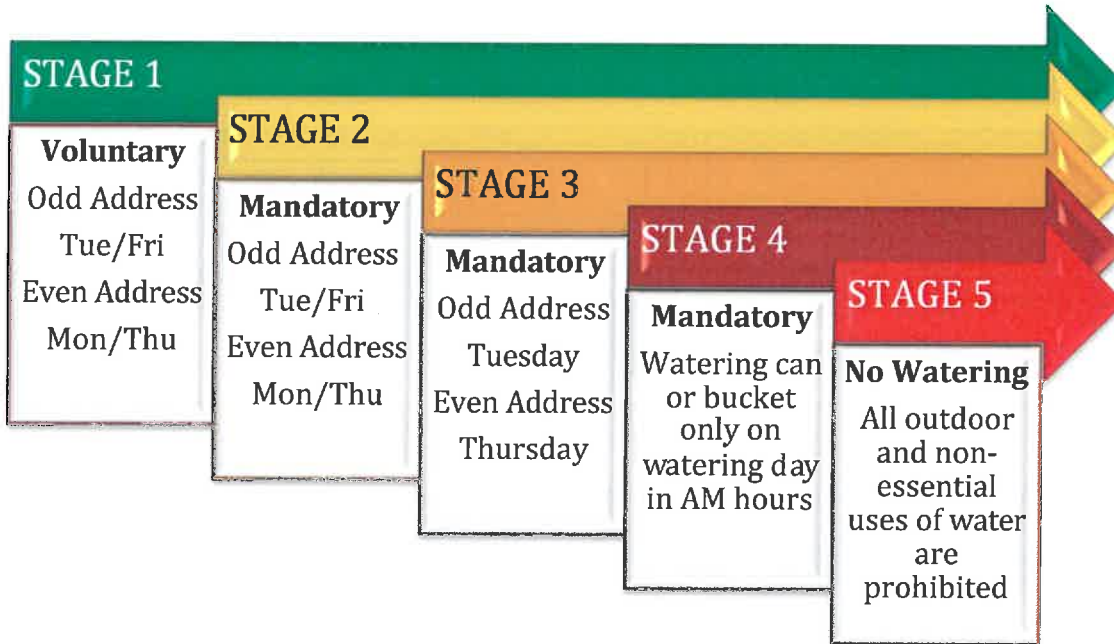 STAGE 1
Voluntary
Odd Address
Tue/Fri
Even Address
Mon/Thu
STAGE 2
Mandatory
Odd Address
Tue/Fri
Even Address
Mon/Thu
STAGE 3
Mandatory
Odd Address
Tuesday
Even Address
Thursday
STAGE 4
Mandatory
Watering can
or bucket
only on
watering day
in AM hours
STAGE 5
No Watering
All outdoor
and non-
essential
uses of water
are
prohibited